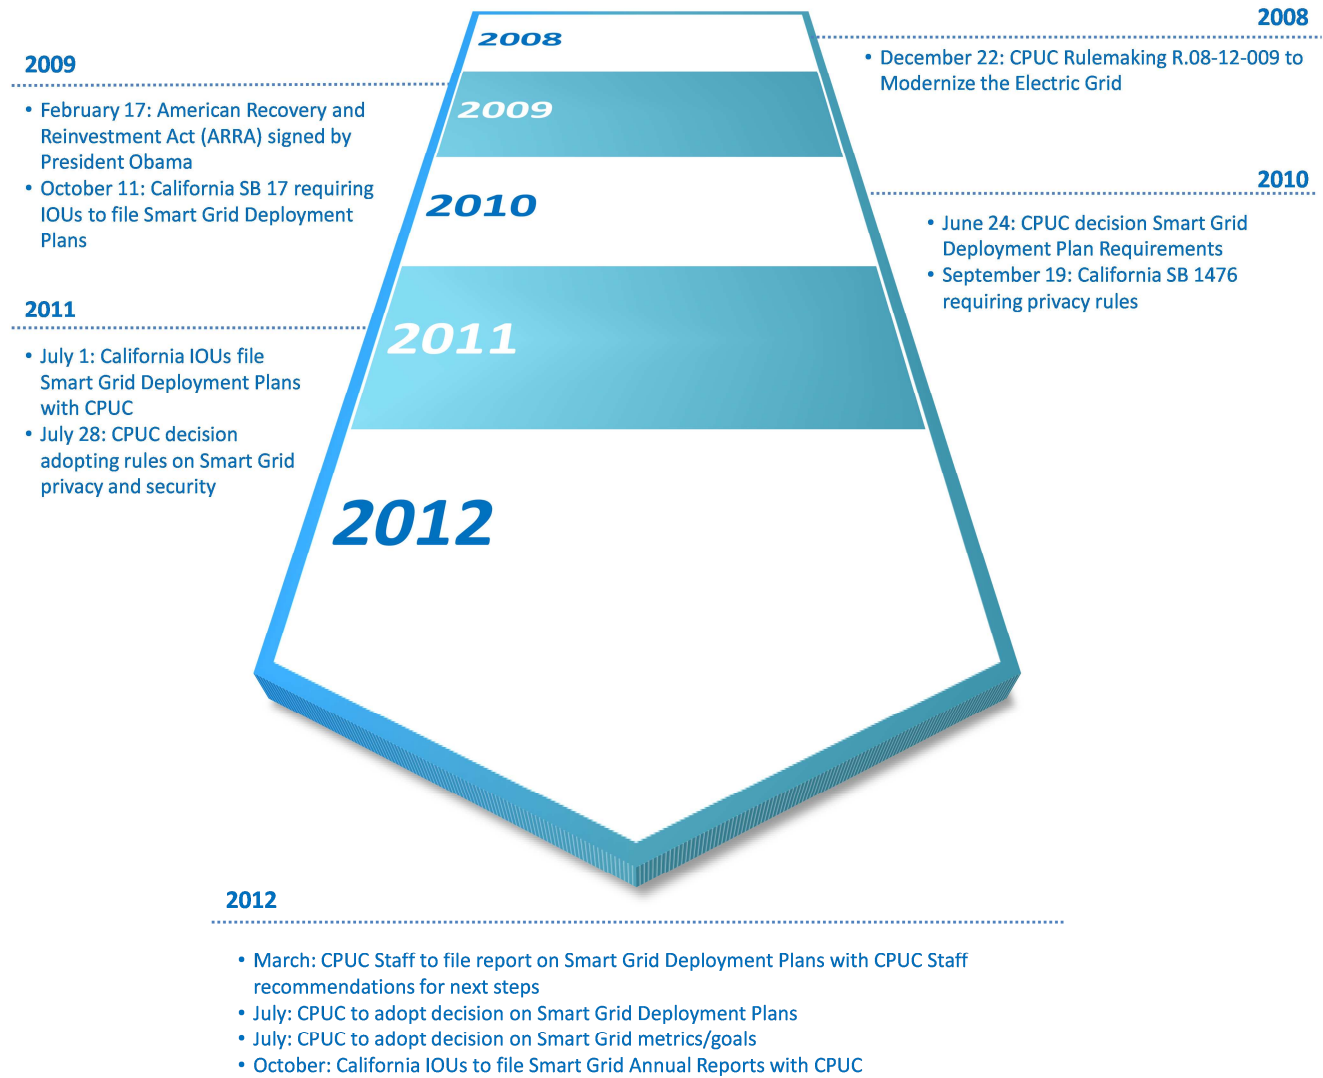 2008
2009
2010
2011
2012
2008
• December 22: CPUC Rulemaking R.08-12-009 to
Modernize the Electric Grid
2009
• February 17: American Recovery and
Reinvestment Act (ARRA) signed by
President Obama
• October 11: California SB 17 requiring
IOUs to file Smart Grid Deployment
Plans
2010
• June 24: CPUC decision Smart Grid
Deployment Plan Requirements
• September 19: California SB 1476
requiring privacy rules
2011
• July 1: California IOUs file
Smart Grid Deployment Plans
with CPUC
• July 28: CPUC decision
adopting rules on Smart Grid
privacy and security
2012
• March: CPUC Staff to file report on Smart Grid Deployment Plans with CPUC Staff
recommendations for next steps
• July: CPUC to adopt decision on Smart Grid Deployment Plans
• July: CPUC to adopt decision on Smart Grid metrics/goals
• October: California IOUs to file Smart Grid Annual Reports with CPUC